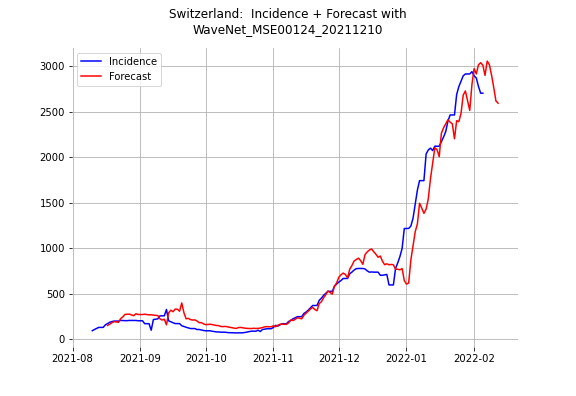 Switzerland:  Incidence + Forecast with
WaveNet_MSE00124_20211210
Incidence
Forecast
3000
2500
2000
1500
1000
500
0
2021-08 2021-09 2021-10 2021-11 2021-12 2022-01 2022-02